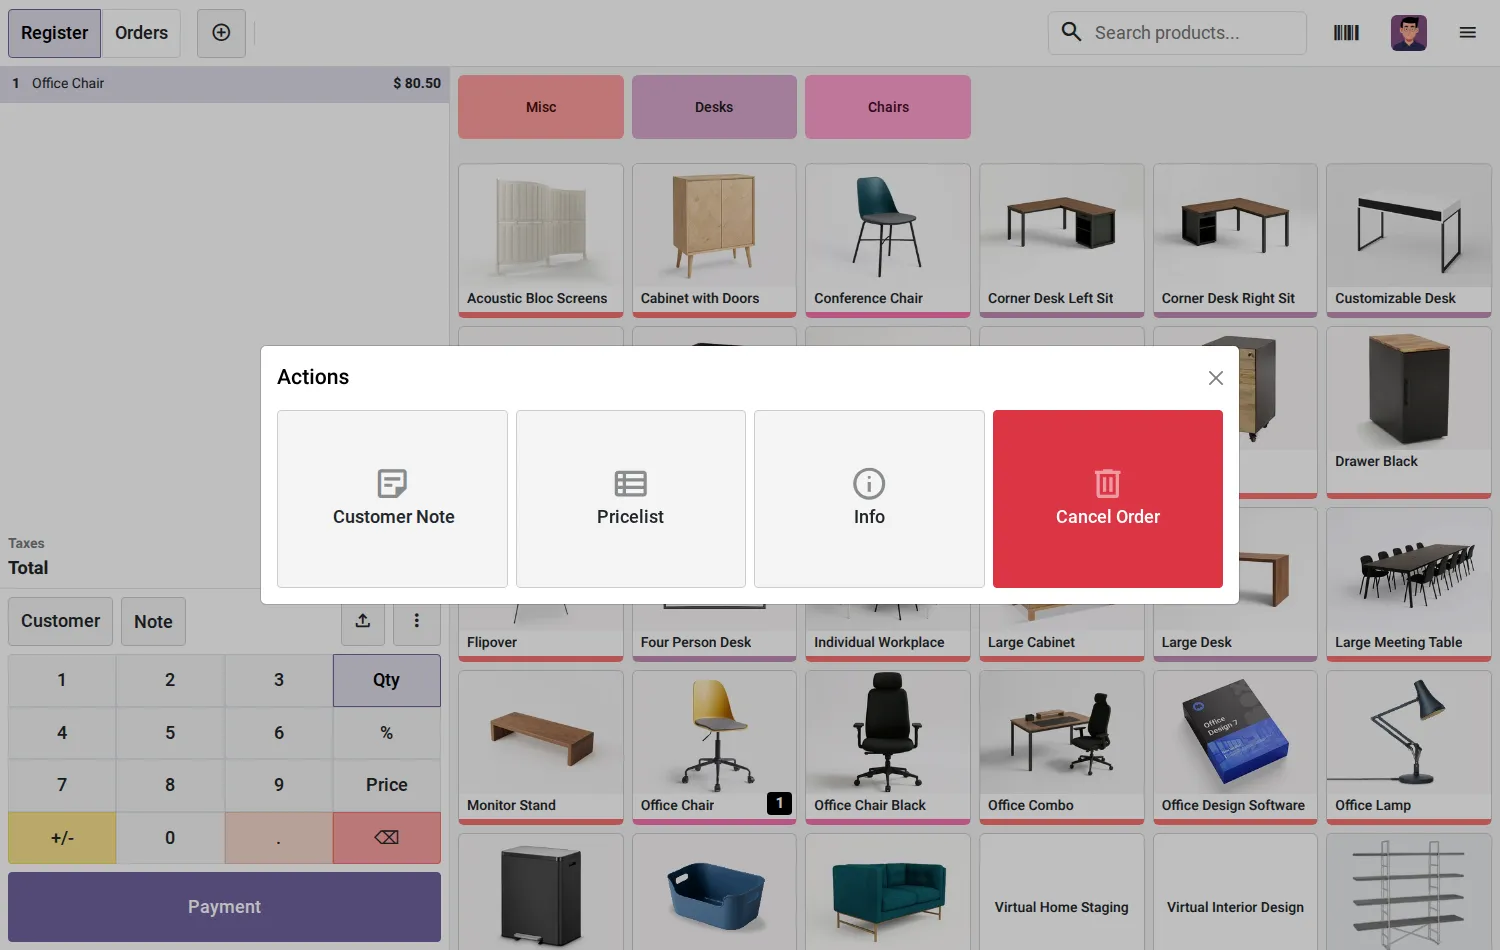 Register
Orders
Search products...
1 Office Chair $ 80.50
Misc
Desks
Chairs
Acoustic Bloc Screens
Cabinet with Doors
Conference Chair
Corner Desk Left Sit
Corner Desk Right Sit
Customizable Desk
Actions
Customer Note
Pricelist
Info
Cancel Order
Drawer Black
Taxes
Total
Customer
Note
Flipover
Four Person Desk
Individual Workplace
Large Cabinet
Large Desk
Large Meeting Table
1 2 3 Qty
4 5 6 %
7 8 9 Price
+/- 0 . ⌫
Payment
Office
Design 7
Monitor Stand
Office Chair
1
Office Chair Black
Office Combo
Office Design Software
Office Lamp
Virtual Home Staging
Virtual Interior Design